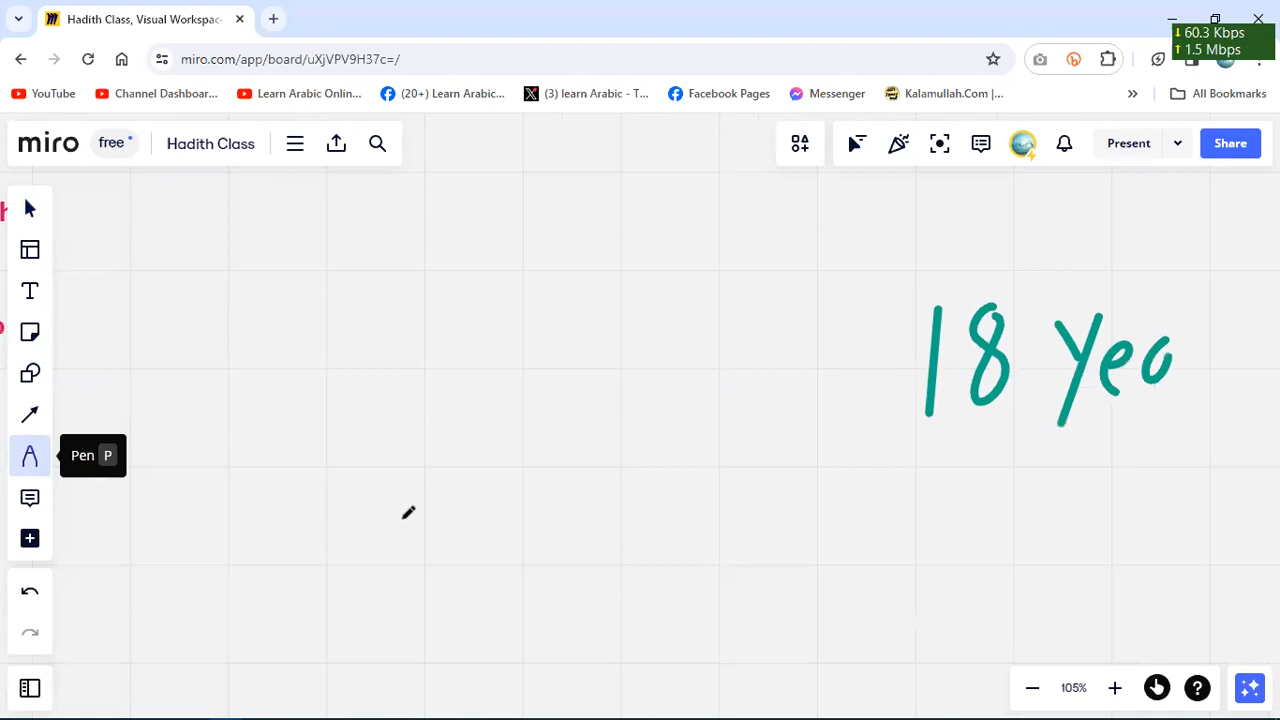 Hadith Class, Visual Workspac
60.3 Kbps
1.5 Mbps
miro.com/app/board/uXjVPV9H37c=/
YouTube
Channel Dashboar...
Learn Arabic Onlin...
(20+) Learn Arabic...
(3) learn Arabic - T...
Facebook Pages
Messenger
Kalamullah.Com |...
All Bookmarks
miro
free
Hadith Class
Present
Share
Pen P
18 Yea
105%